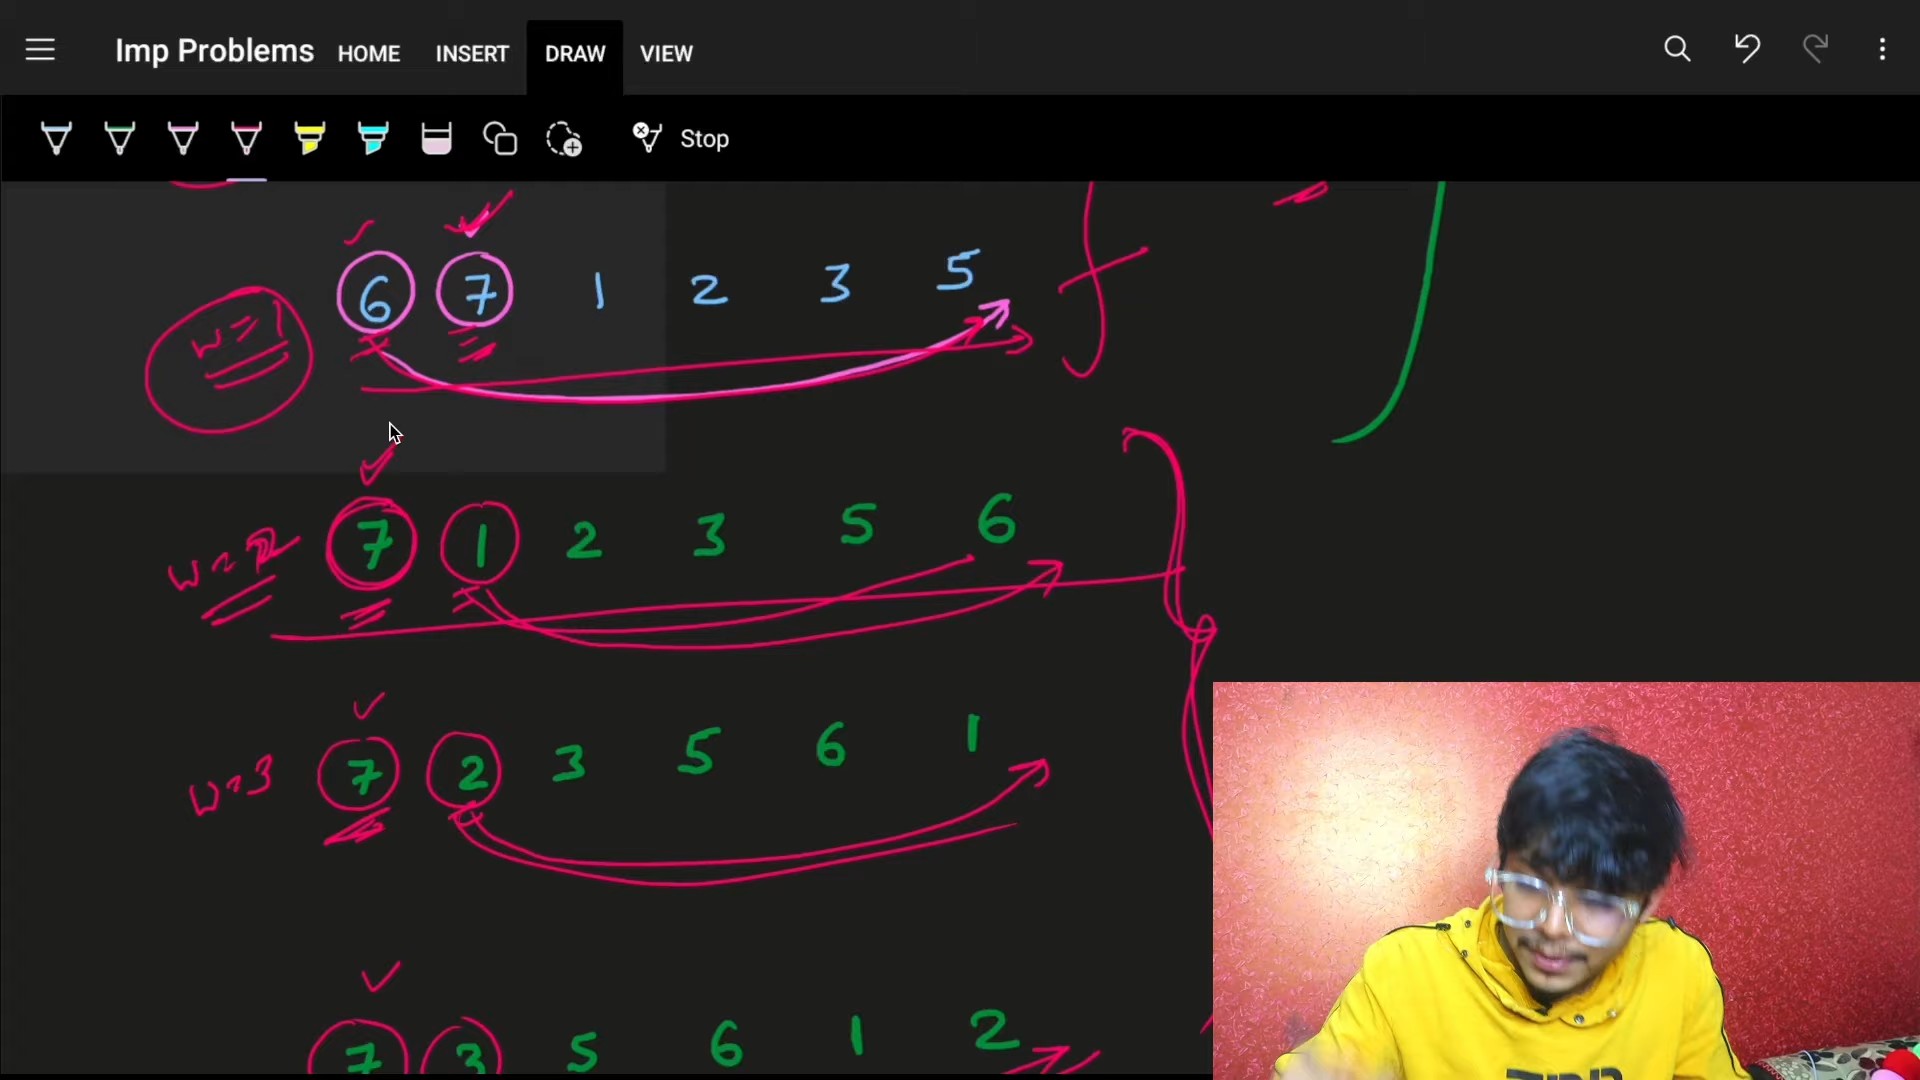 Imp Problems HOME INSERT DRAW VIEW
Stop
6 7 1 2 3 5
w=1
7 1 2 3 5 6
w=2
7 2 3 5 6 1
w=3
7 3 5 6 1 2